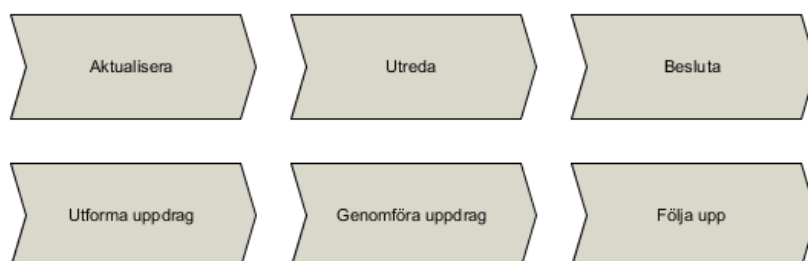 Aktualisera
Utreda
Besluta
Utforma uppdrag
Genomföra uppdrag
Följa upp